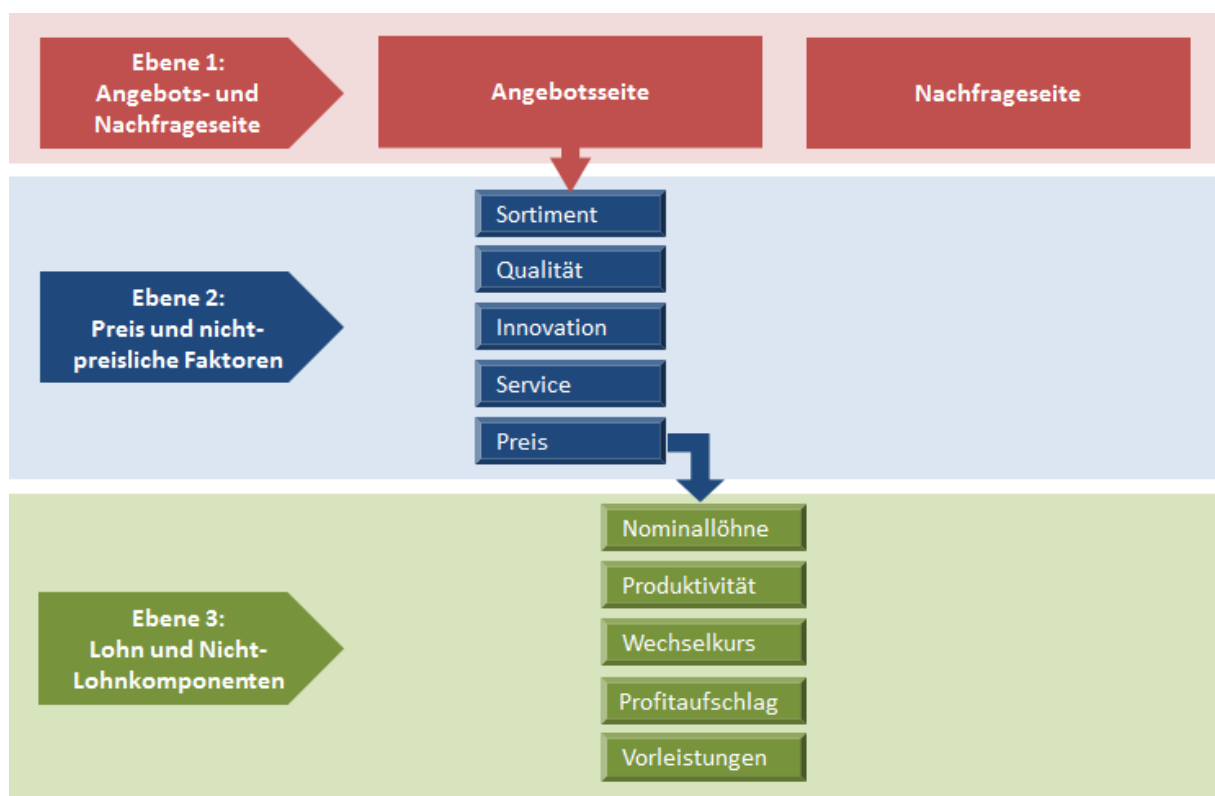 Ebene 1:
Angebots- und
Nachfrageseite
Angebotsseite
Nachfrageseite
Ebene 2:
Preis und nicht-
preisliche Faktoren
Sortiment
Qualität
Innovation
Service
Preis
Ebene 3:
Lohn und Nicht-
Lohnkomponenten
Nominallöhne
Produktivität
Wechselkurs
Profitaufschlag
Vorleistungen